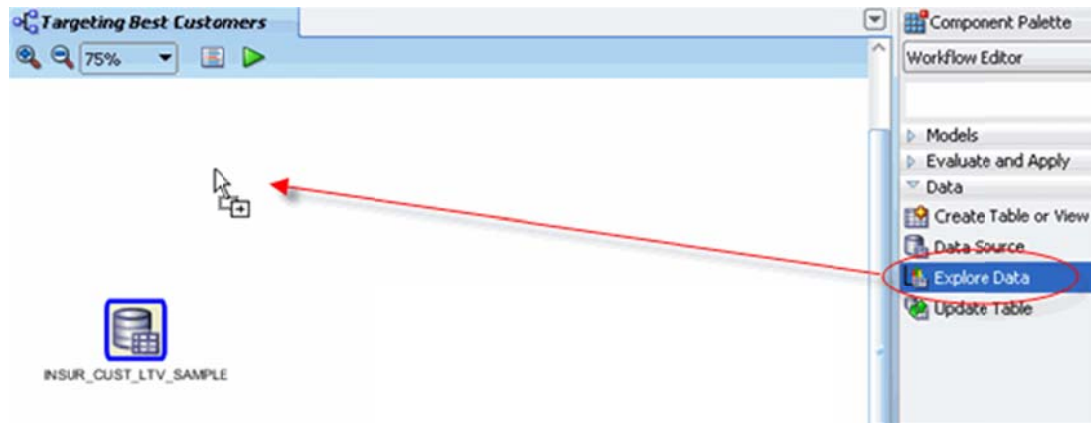 Targeting Best Customers
75%
INSUR_CUST_LTV_SAMPLE
Component Palette
Workflow Editor
Models
Evaluate and Apply
Data
Create Table or View
Data Source
Explore Data
Update Table